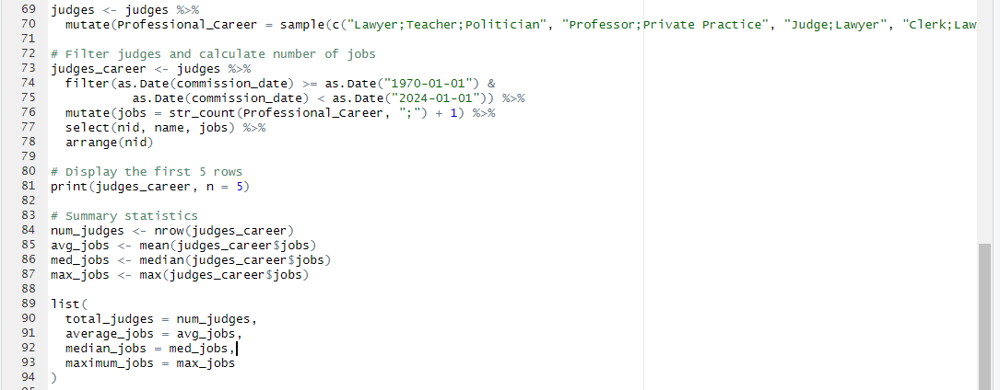 69 judges <- judges %>%
70   mutate(Professional_Career = sample(c("Lawyer;Teacher;Politician", "Professor;Private Practice", "Judge;Lawyer", "Clerk;Law
71
72 # Filter judges and calculate number of jobs
73 judges_career <- judges %>%
74   filter(as.Date(commission_date) >= as.Date("1970-01-01") &
75            as.Date(commission_date) < as.Date("2024-01-01")) %>%
76   mutate(jobs = str_count(Professional_Career, ";") + 1) %>%
77   select(nid, name, jobs) %>%
78   arrange(nid)
79
80 # Display the first 5 rows
81 print(judges_career, n = 5)
82
83 # Summary statistics
84 num_judges <- nrow(judges_career)
85 avg_jobs <- mean(judges_career$jobs)
86 med_jobs <- median(judges_career$jobs)
87 max_jobs <- max(judges_career$jobs)
88
89 list(
90   total_judges = num_judges,
91   average_jobs = avg_jobs,
92   median_jobs = med_jobs,
93   maximum_jobs = max_jobs
94 )